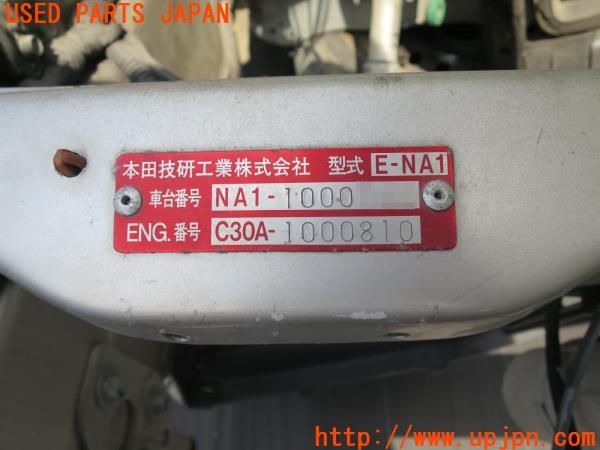 USED PARTS JAPAN
本田技研工業株式会社 型式 E-NA1
車台番号 NA1-1000
ENG.番号 C30A-1000810
http://www.upjpn.com/